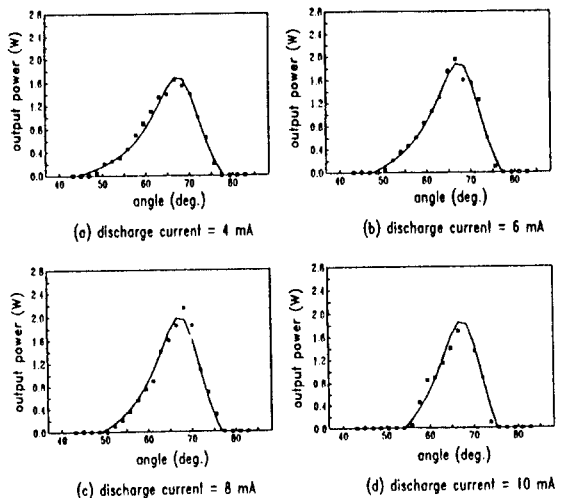 output power (W)
2.8
2.4
2.0
1.6
1.2
0.8
0.4
0.0
40 50 60 70 80
angle (deg.)
(a) discharge current = 4 mA
output power (W)
2.8
2.4
2.0
1.6
1.2
0.8
0.4
0.0
40 50 60 70 80
angle (deg.)
(b) discharge current = 6 mA
output power (W)
2.8
2.4
2.0
1.6
1.2
0.8
0.4
0.0
40 50 60 70 80
angle (deg.)
(c) discharge current = 8 mA
output power (W)
2.8
2.4
2.0
1.6
1.2
0.8
0.4
0.0
40 50 60 70 80
angle (deg.)
(d) discharge current = 10 mA